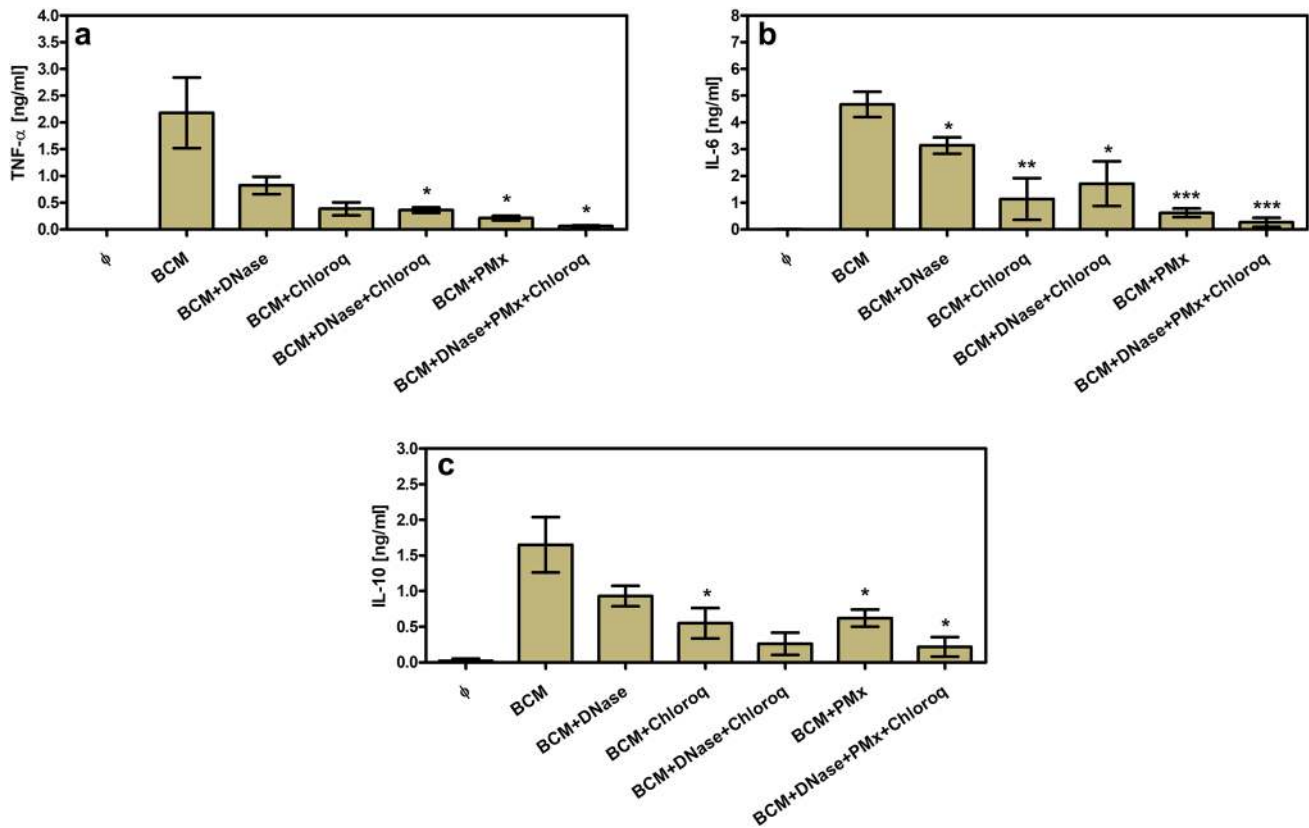 a
TNF-α [ng/ml]
4.0
3.5
3.0
2.5
2.0
1.5
1.0
0.5
0.0
*
*
*
ϕ
BCM
BCM+DNase
BCM+Chloroq
BCM+DNase+Chloroq
BCM+PMx
BCM+DNase+PMx+Chloroq
b
IL-6 [ng/ml]
8
7
6
5
4
3
2
1
0
*
**
*
***
***
ϕ
BCM
BCM+DNase
BCM+Chloroq
BCM+DNase+Chloroq
BCM+PMx
BCM+DNase+PMx+Chloroq
c
IL-10 [ng/ml]
3.0
2.5
2.0
1.5
1.0
0.5
0.0
*
*
*
ϕ
BCM
BCM+DNase
BCM+Chloroq
BCM+DNase+Chloroq
BCM+PMx
BCM+DNase+PMx+Chloroq